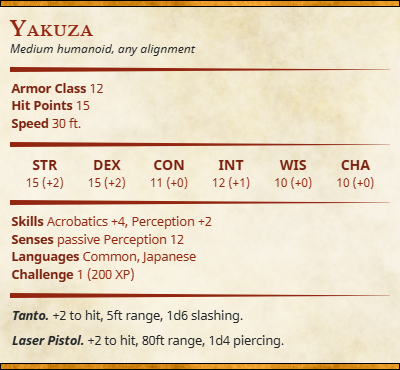 Yakuza
Medium humanoid, any alignment
Armor Class 12
Hit Points 15
Speed 30 ft.
STR DEX CON INT WIS CHA
15 (+2) 15 (+2) 11 (+0) 12 (+1) 10 (+0) 10 (+0)
Skills Acrobatics +4, Perception +2
Senses passive Perception 12
Languages Common, Japanese
Challenge 1 (200 XP)
Tanto. +2 to hit, 5ft range, 1d6 slashing.
Laser Pistol. +2 to hit, 80ft range, 1d4 piercing.